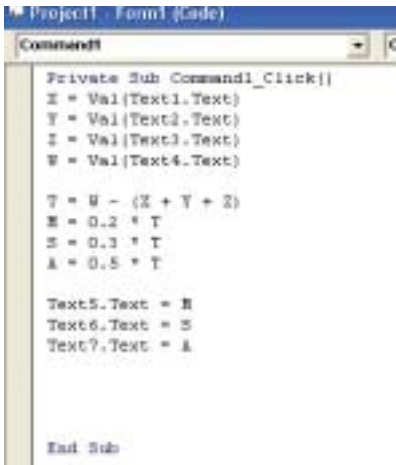 Project1 - Form1 (Code)
Command1
Private Sub Command1_Click()
X = Val(Text1.Text)
Y = Val(Text2.Text)
Z = Val(Text3.Text)
W = Val(Text4.Text)
T = W - (X + Y + Z)
= 0.2 * T
S = 0.3 * T
A = 0.5 * T
Text5.Text =
Text6.Text = S
Text7.Text = A
End Sub